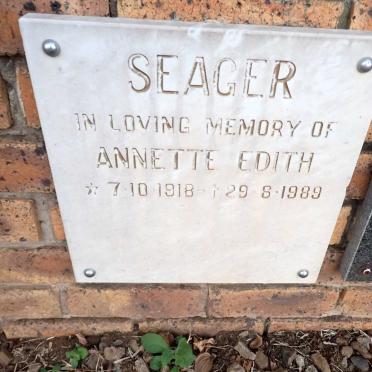 SEAGER
IN LOVING MEMORY OF
ANNETTE EDITH
☆ 7·10·1918 - †29·8·1989